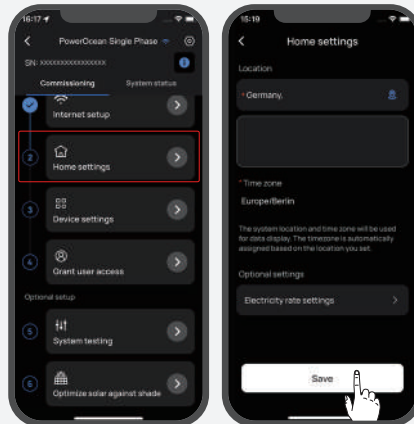 16:17
PowerOcean Single Phase
SN: XXXXXXXXXXXXXXXX
Commissioning
System status
Internet setup
2
Home settings
3
Device settings
4
Grant user access
Optional setup
5
System testing
6
Optimize solar against shade
15:19
Home settings
Location
*Germany,
*Time zone
Europe/Berlin
The system location and time zone will be used
for data display. The timezone is automatically
assigned based on the location you set.
Optional settings
Electricity rate settings
Save